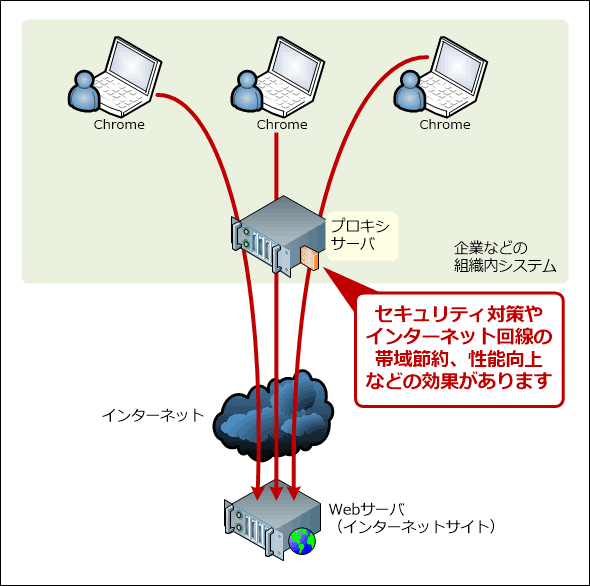 Chrome
Chrome
Chrome
プロキシ
サーバ
企業などの
組織内システム
セキュリティ対策や
インターネット回線の
帯域節約、性能向上
などの効果があります
インターネット
Webサーバ
（インターネットサイト）